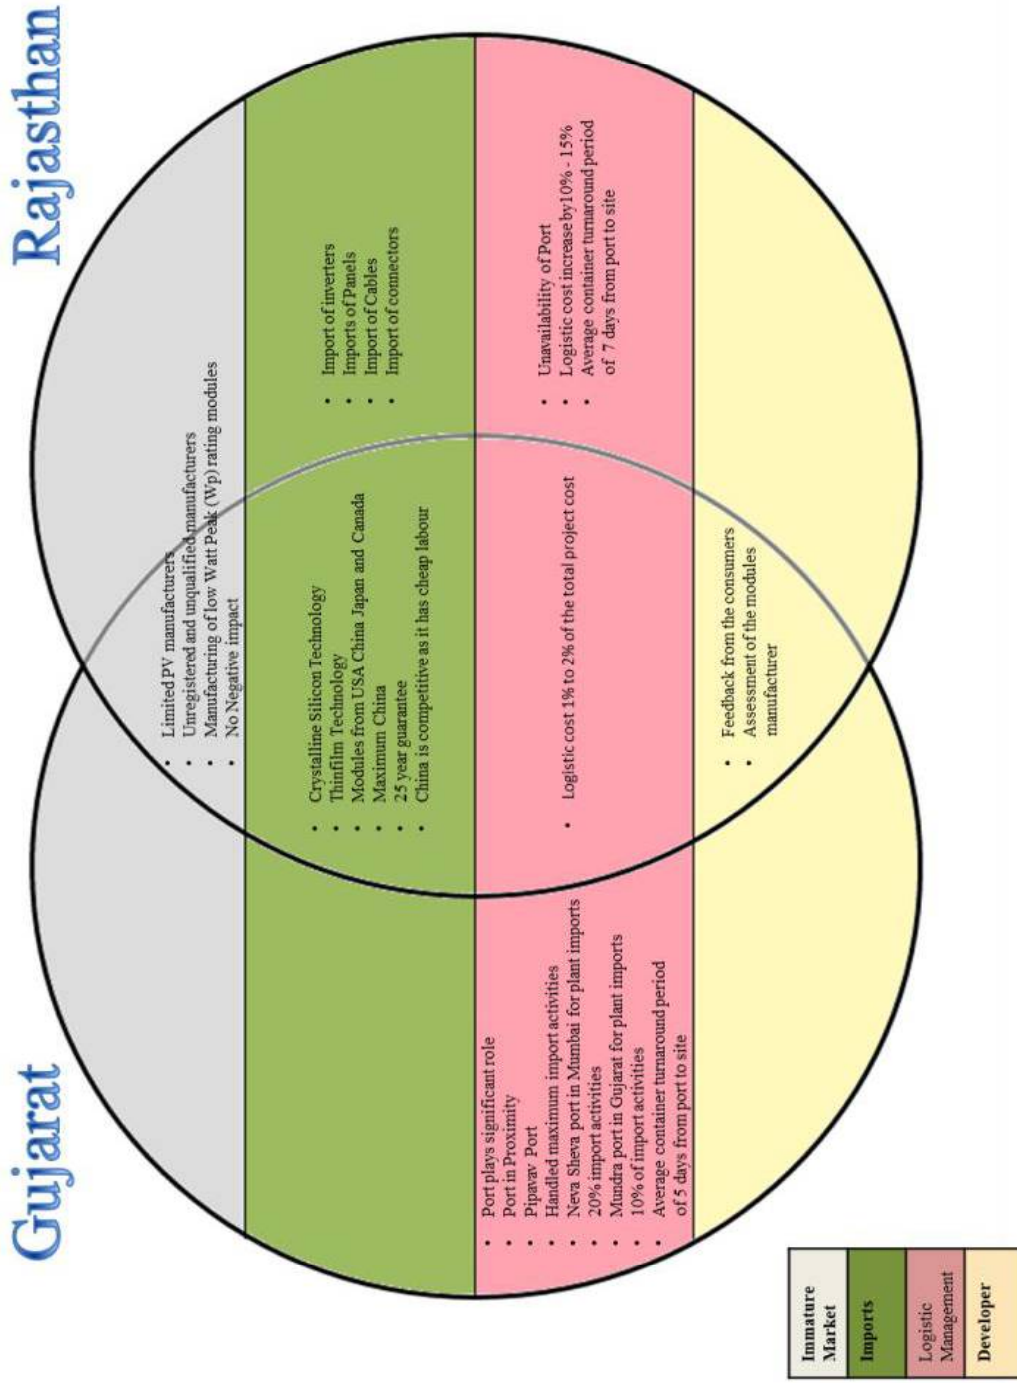 Gujarat
Rajasthan
• Limited PV manufacturers
• Unregistered and unqualified manufacturers
• Manufacturing of low Watt Peak (Wp) rating modules
• No Negative impact
• Crystalline Silicon Technology
• Thinfilm Technology
• Modules from USA China Japan and Canada
• Maximum China
• 25 year guarantee
• China is competitive as it has cheap labour
• Import of inverters
• Imports of Panels
• Import of Cables
• Import of connectors
• Port plays significant role
• Port in Proximity
• Pipavav Port
• Handled maximum import activities
• Neva Sheva port in Mumbai for plant imports
• 20% import activities
• Mundra port in Gujarat for plant imports
• 10% of import activities
• Average container turnaround period
of 5 days from port to site
• Logistic cost 1% to 2% of the total project cost
• Unavailability of Port
• Logistic cost increase by10% - 15%
• Average container turnaround period
of 7 days from port to site
• Feedback from the consumers
• Assessment of the modules
manufacturer
Immature
Market
Imports
Logistic
Management
Developer